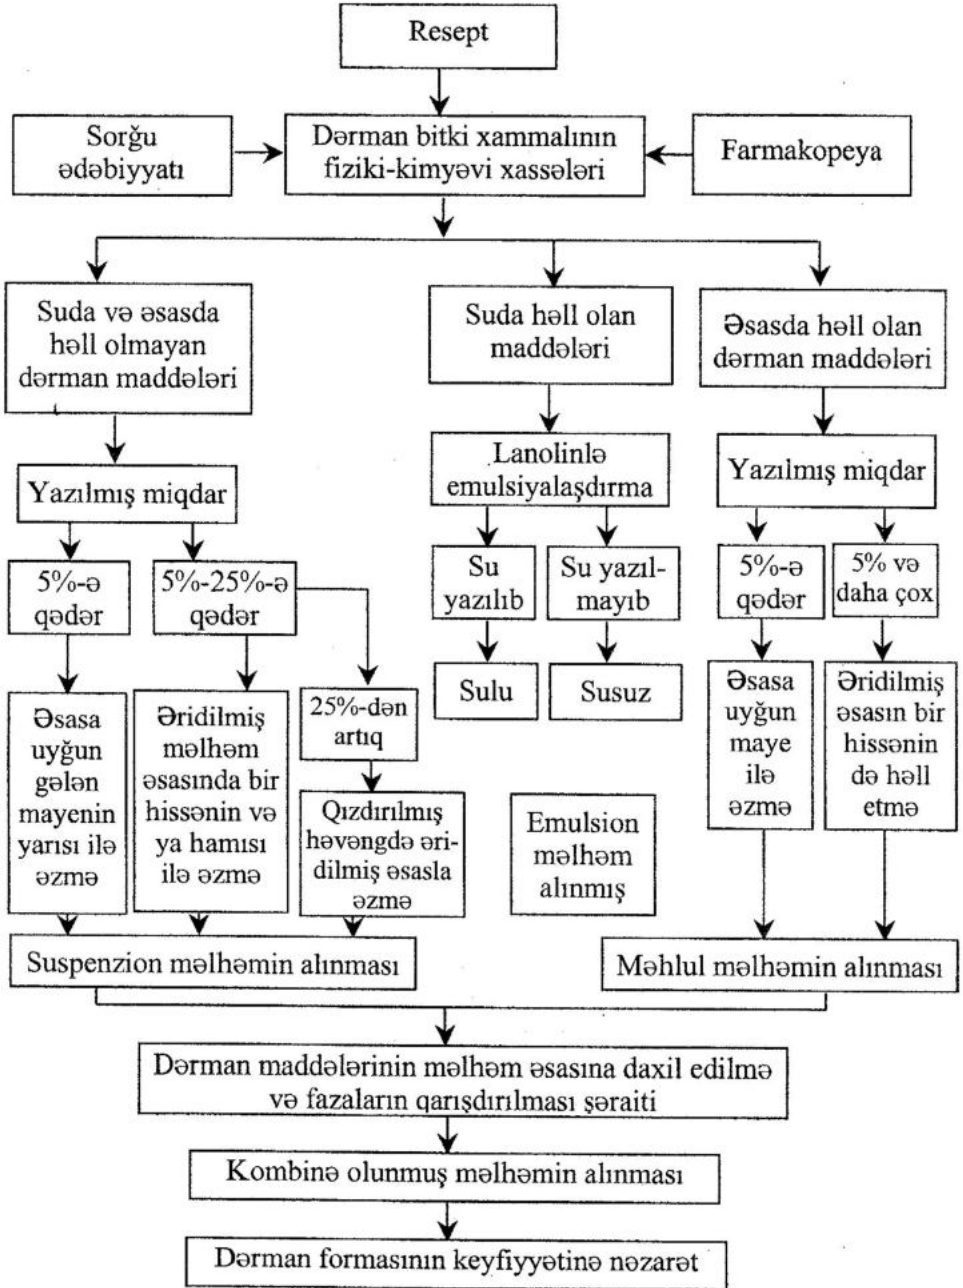 Resept
Sorğu
ədəbiyyatı
Dərman bitki xammalının
fiziki-kimyəvi xassələri
Farmakopeya
Suda və əsasda
həll olmayan
dərman maddələri
Suda həll olan
maddələri
Əsasda həll olan
dərman maddələri
Yazılmış miqdar
Lanolinlə
emulsiyalaşdırma
Yazılmış miqdar
5%-ə
qədər
5%-25%-ə
qədər
Su
yazılıb
Su yazıl-
mayıb
5%-ə
qədər
5% və
daha çox
Əsasa
uyğun
gələn
mayenin
yarısı ilə
əzmə
Əridilmiş
məlhəm
əsasında bir
hissənin və
ya hamısı
ilə əzmə
25%-dən
artıq
Qızdırılmış
həvəngdə əri-
dilmiş əsasla
əzmə
Sulu
Susuz
Emulsion
məlhəm
alınmış
Əsasa
uyğun
maye
ilə
əzmə
Əridilmiş
əsasın bir
hissənin
də həll
etmə
Suspenzion məlhəmin alınması
Məhlul məlhəmin alınması
Dərman maddələrinin məlhəm əsasına daxil edilmə
və fazaların qarışdırılması şəraiti
Kombinə olunmuş məlhəmin alınması
Dərman formasının keyfiyyətinə nəzarət